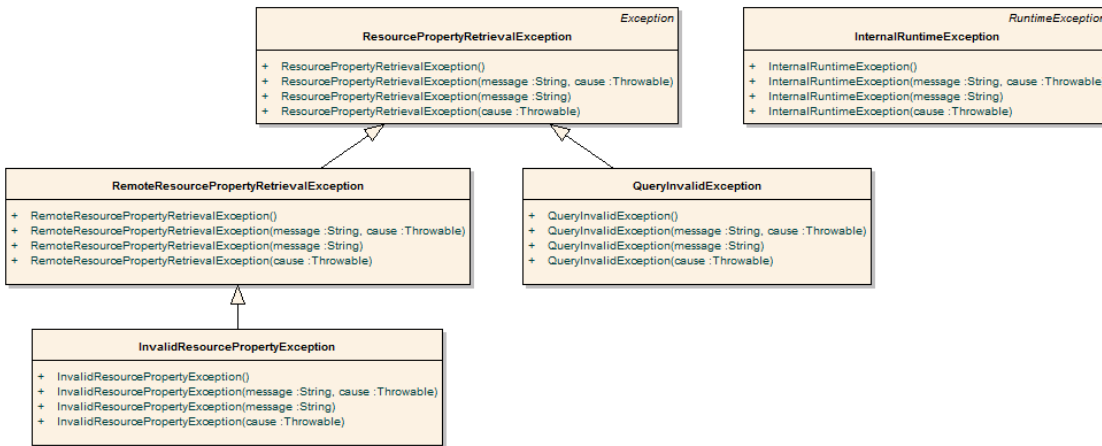 Exception
ResourcePropertyRetrievalException
+ ResourcePropertyRetrievalException()
+ ResourcePropertyRetrievalException(message :String, cause :Throwable)
+ ResourcePropertyRetrievalException(message :String)
+ ResourcePropertyRetrievalException(cause :Throwable)
RuntimeException
InternalRuntimeException
+ InternalRuntimeException()
+ InternalRuntimeException(message :String, cause :Throwable
+ InternalRuntimeException(message :String)
+ InternalRuntimeException(cause :Throwable)
RemoteResourcePropertyRetrievalException
+ RemoteResourcePropertyRetrievalException()
+ RemoteResourcePropertyRetrievalException(message :String, cause :Throwable)
+ RemoteResourcePropertyRetrievalException(message :String)
+ RemoteResourcePropertyRetrievalException(cause :Throwable)
QueryInvalidException
+ QueryInvalidException()
+ QueryInvalidException(message :String, cause :Throwable)
+ QueryInvalidException(message :String)
+ QueryInvalidException(cause :Throwable)
InvalidResourcePropertyException
+ InvalidResourcePropertyException()
+ InvalidResourcePropertyException(message :String, cause :Throwable)
+ InvalidResourcePropertyException(message :String)
+ InvalidResourcePropertyException(cause :Throwable)